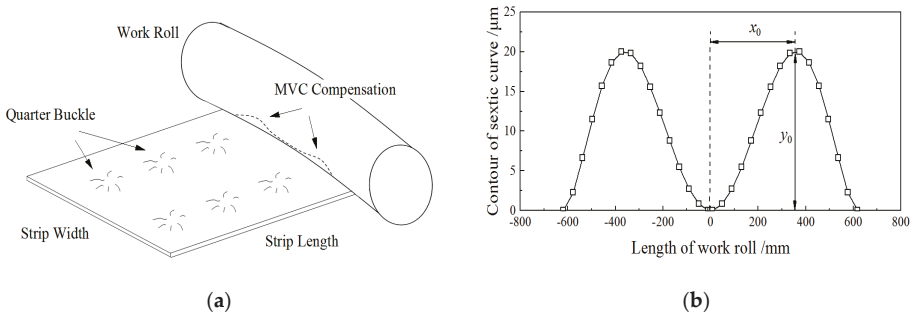 Work Roll
MVC Compensation
Quarter Buckle
Strip Width
Strip Length
(a)
Contour of sextic curve /μm
25
20
15
10
5
0
x₀
y₀
-800 -600 -400 -200 0 200 400 600 800
Length of work roll /mm
(b)